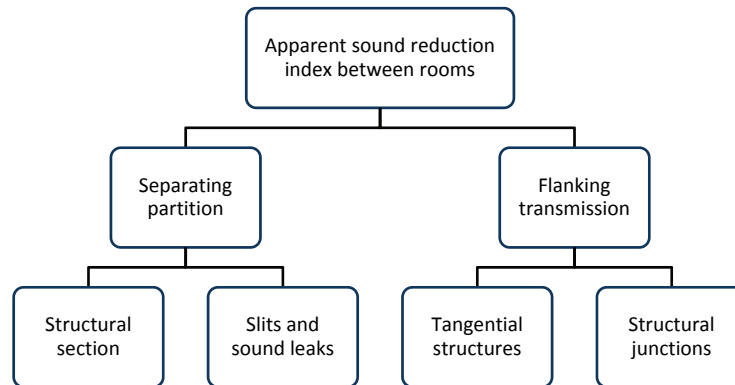 Apparent sound reduction
index between rooms
Separating
partition
Flanking
transmission
Structural
section
Slits and
sound leaks
Tangential
structures
Structural
junctions